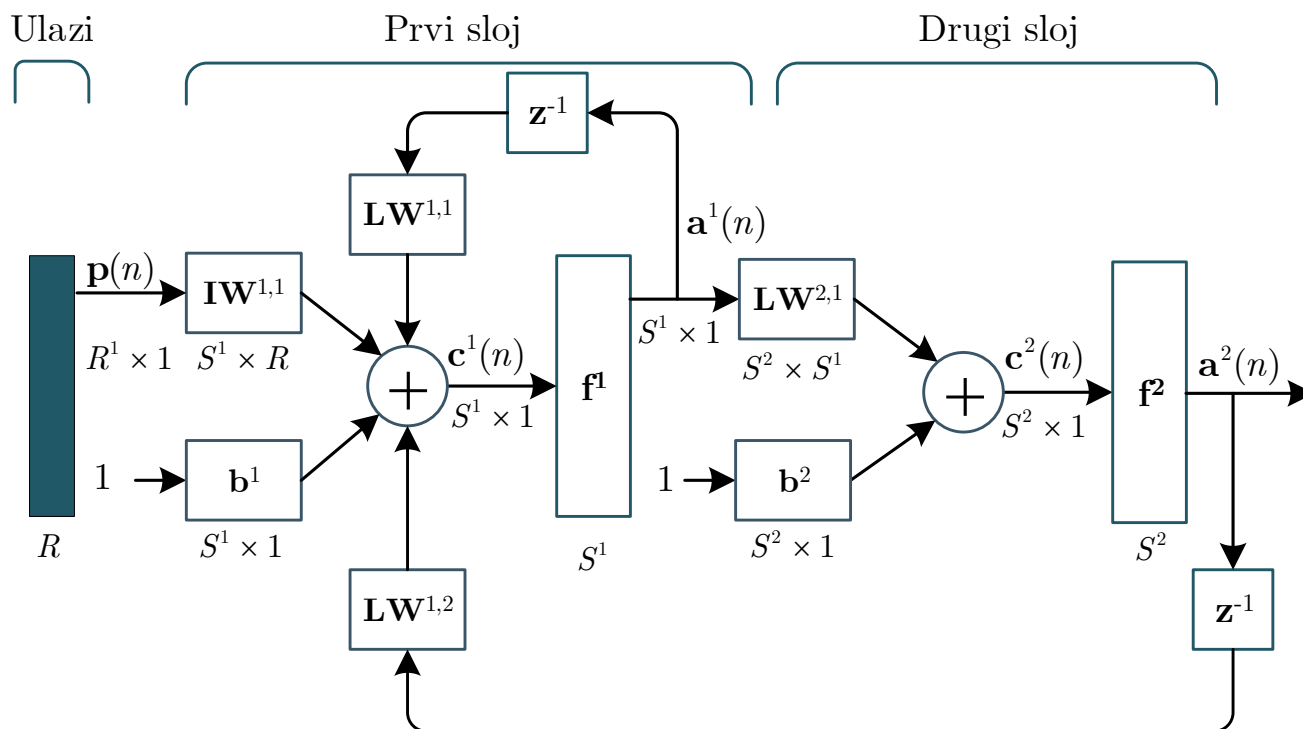 Ulazi
Prvi sloj
Drugi sloj
z⁻¹
LW¹,¹
a¹(n)
p(n)
IW¹,¹
LW²,¹
R¹ × 1
S¹ × R
c¹(n)
S¹ × 1
f¹
S¹ × 1
S² × S¹
c²(n)
S² × 1
f²
a²(n)
1
b¹
1
b²
R
S¹ × 1
S¹
S² × 1
S²
LW¹,²
z⁻¹